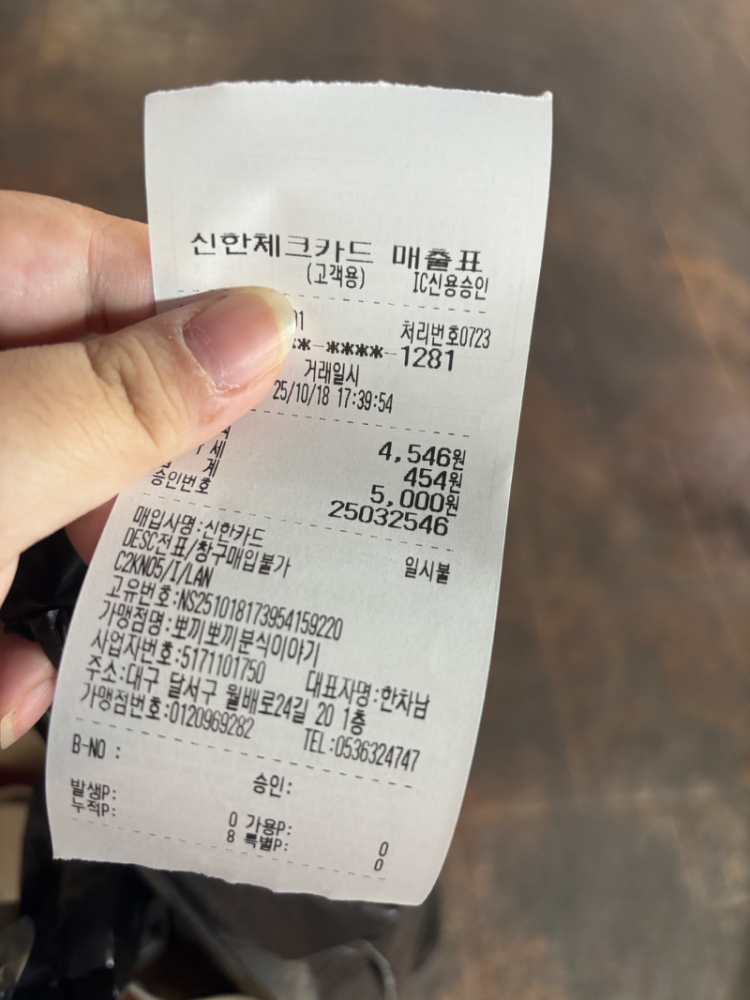 신한체크카드 매출표
(고객용) IC신용승인
01 처리번호0723
**-****-1281
거래일시
25/10/18 17:39:54
4,546원
세 454원
계 5,000원
승인번호 25032546
매입사명:신한카드 일시불
DESC전표/창구매입불가
C2KN05/I/LAN
고유번호:NS251018173954159220
가맹점명:뽀끼뽀끼분식이야기
사업자번호:5171101750 대표자명:한차남
주소:대구 달서구 월배로24길 20 1층
가맹점번호:0120969282 TEL:0536324747
B-NO : 승인:
발생P: 0 가용P: 0
누적P: 8 특별P: 0